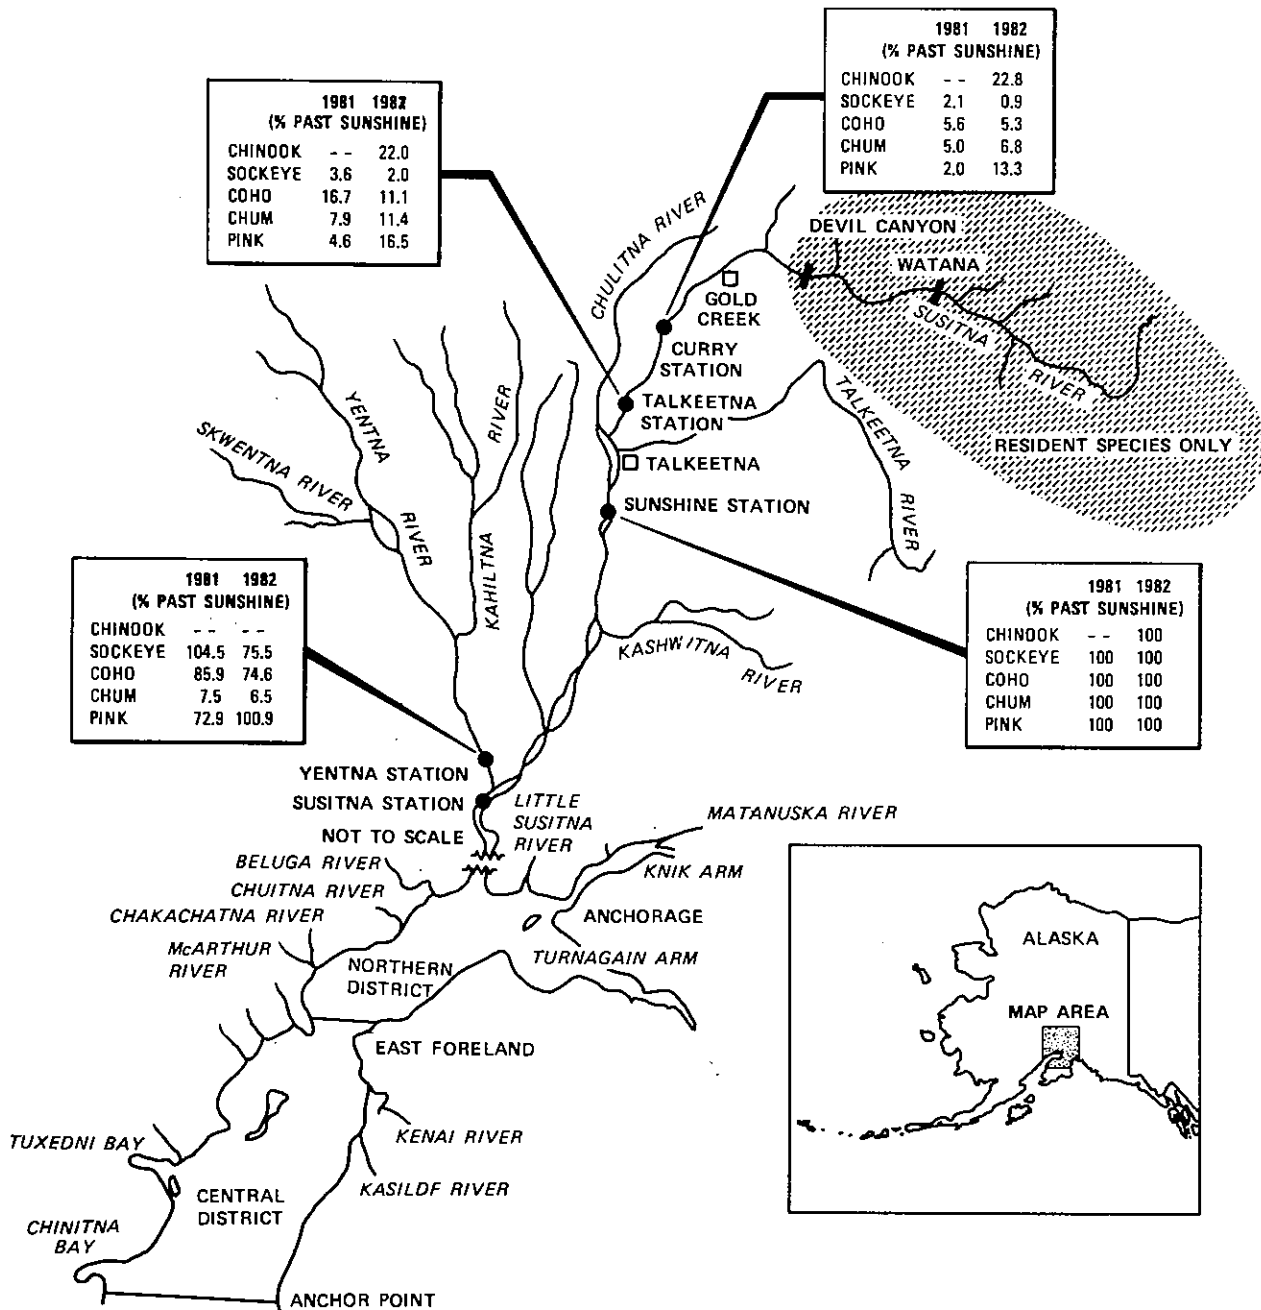 1981 1982
(% PAST SUNSHINE)
CHINOOK -- 22.8
SOCKEYE 2.1 0.9
COHO 5.6 5.3
CHUM 5.0 6.8
PINK 2.0 13.3
1981 1982
(% PAST SUNSHINE)
CHINOOK -- 22.0
SOCKEYE 3.6 2.0
COHO 16.7 11.1
CHUM 7.9 11.4
PINK 4.6 16.5
CHULITNA RIVER
DEVIL CANYON
WATANA
GOLD
CREEK
SUSITNA
RIVER
CURRY
STATION
TALKEETNA
STATION
TALKEETNA
RIVER
RESIDENT SPECIES ONLY
TALKEETNA
SUNSHINE STATION
YENTNA
RIVER
SKWENTNA RIVER
KAHILTNA
RIVER
KASHWITNA
RIVER
1981 1982
(% PAST SUNSHINE)
CHINOOK -- --
SOCKEYE 104.5 75.5
COHO 85.9 74.6
CHUM 7.5 6.5
PINK 72.9 100.9
1981 1982
(% PAST SUNSHINE)
CHINOOK -- 100
SOCKEYE 100 100
COHO 100 100
CHUM 100 100
PINK 100 100
YENTNA STATION
SUSITNA STATION
NOT TO SCALE
LITTLE
SUSITNA
RIVER
MATANUSKA RIVER
BELUGA RIVER
KNIK ARM
CHUITNA RIVER
CHAKACHATNA RIVER
ANCHORAGE
McARTHUR
RIVER
TURNAGAIN ARM
NORTHERN
DISTRICT
EAST FORELAND
KENAI RIVER
TUXEDNI BAY
KASILDF RIVER
CENTRAL
DISTRICT
CHINITNA
BAY
ANCHOR POINT
ALASKA
MAP AREA